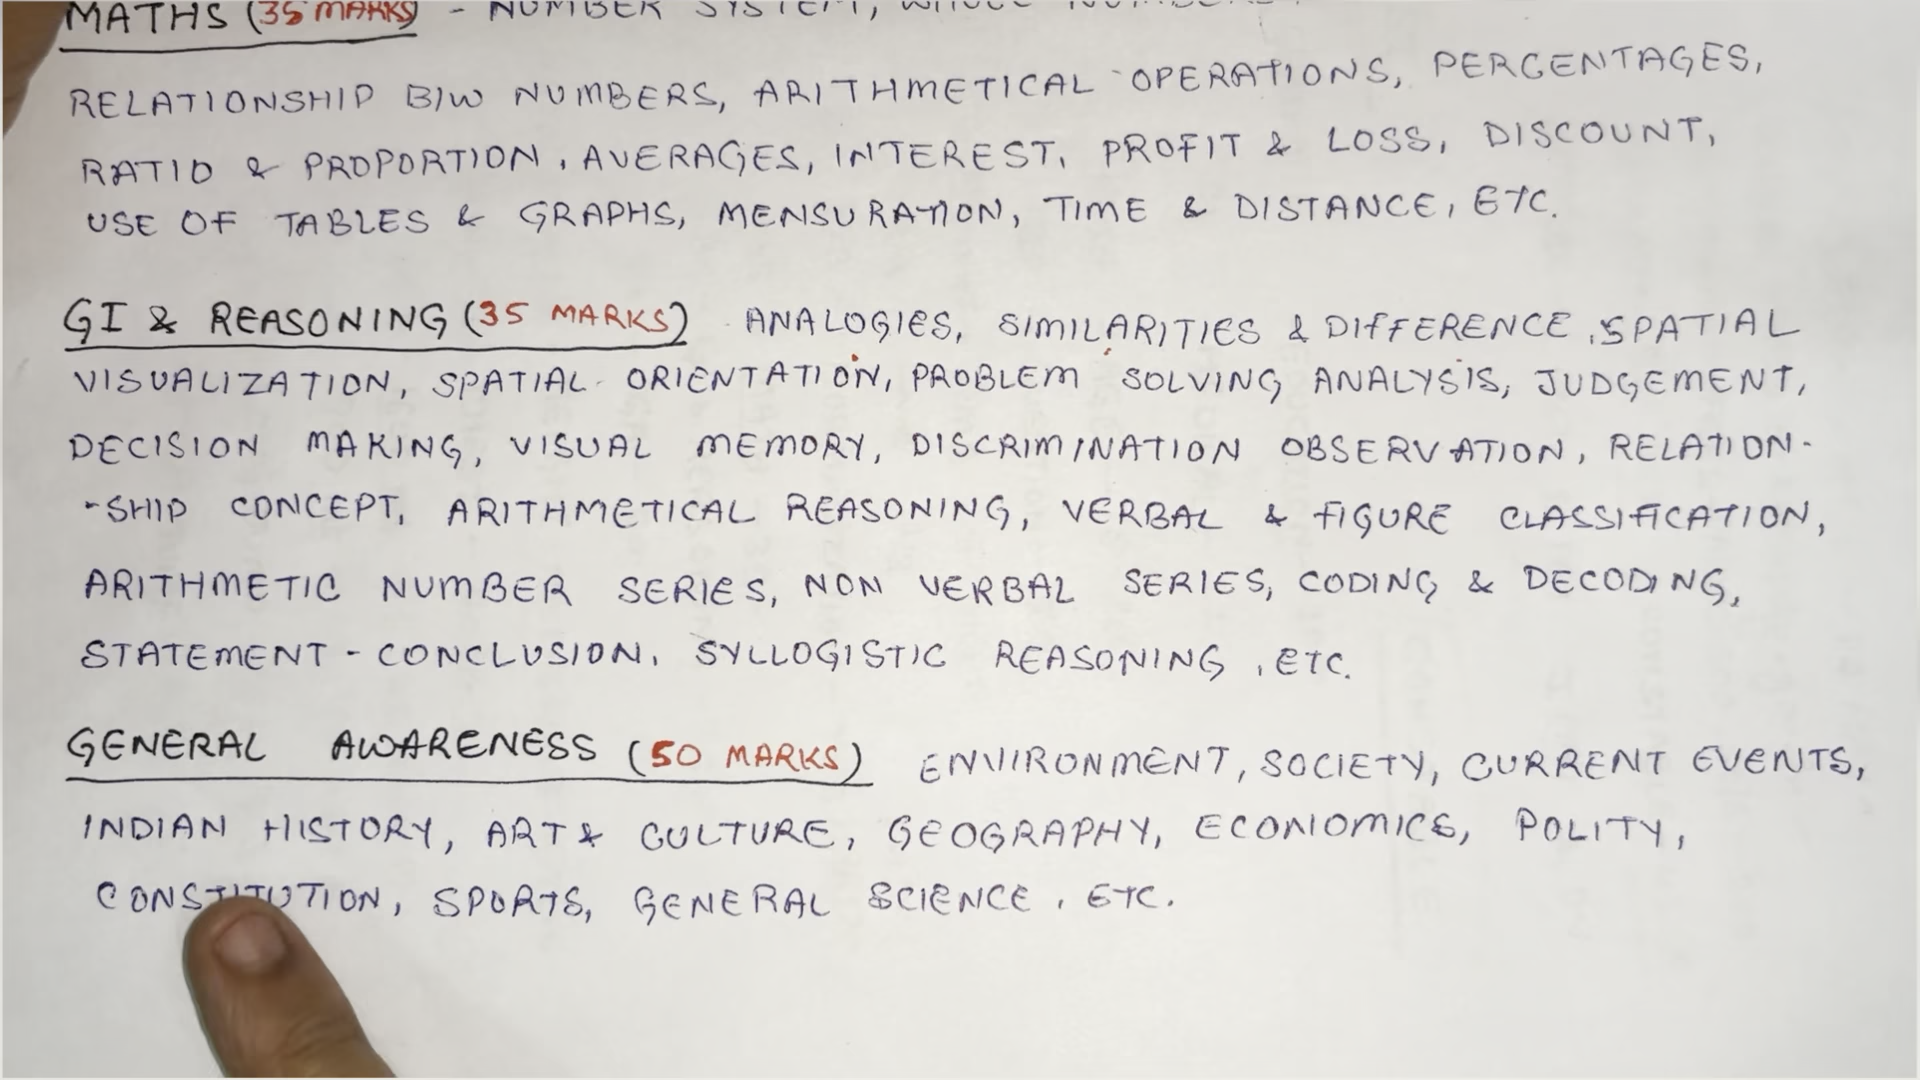 MATHS (35 MARKS) - NUMBER SYSTEM,
RELATIONSHIP B/W NUMBERS, ARITHMETICAL OPERATIONS, PERCENTAGES,
RATIO & PROPORTION, AVERAGES, INTEREST, PROFIT & LOSS, DISCOUNT,
USE OF TABLES & GRAPHS, MENSURATION, TIME & DISTANCE, ETC.
GI & REASONING (35 MARKS) ANALOGIES, SIMILARITIES & DIFFERENCE, SPATIAL
VISUALIZATION, SPATIAL ORIENTATION, PROBLEM SOLVING ANALYSIS, JUDGEMENT,
DECISION MAKING, VISUAL MEMORY, DISCRIMINATION OBSERVATION, RELATION-
-SHIP CONCEPT, ARITHMETICAL REASONING, VERBAL & FIGURE CLASSIFICATION,
ARITHMETIC NUMBER SERIES, NON VERBAL SERIES, CODING & DECODING,
STATEMENT - CONCLUSION, SYLLOGISTIC REASONING, ETC.
GENERAL AWARENESS (50 MARKS) ENVIRONMENT, SOCIETY, CURRENT EVENTS,
INDIAN HISTORY, ART & CULTURE, GEOGRAPHY, ECONOMICS, POLITY,
CONSTITUTION, SPORTS, GENERAL SCIENCE, ETC.